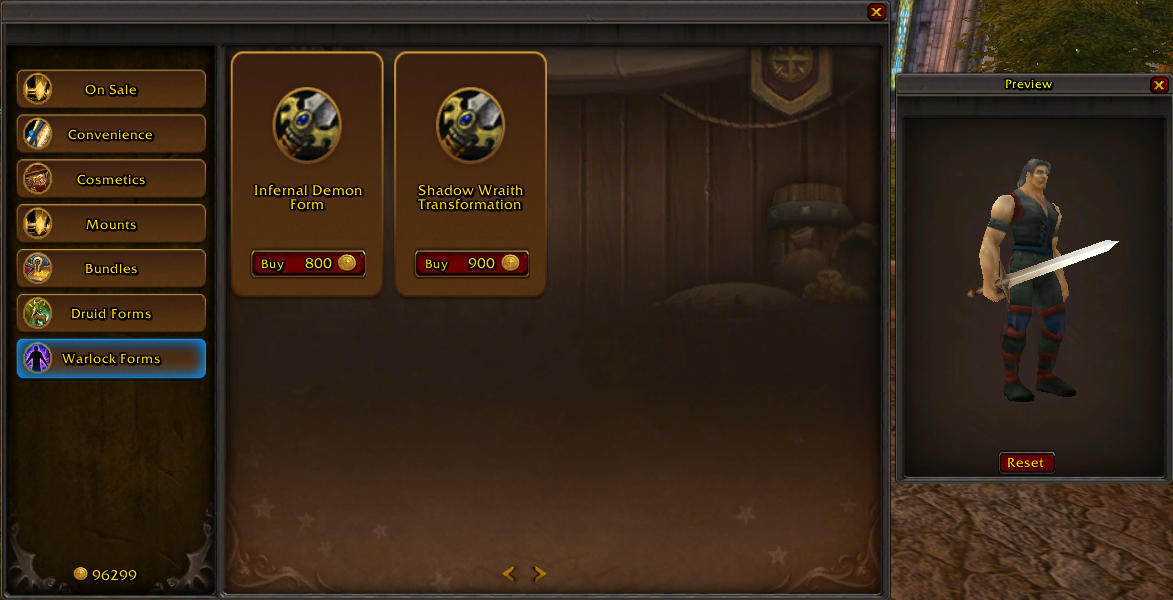 Preview
On Sale
Convenience
Cosmetics
Mounts
Bundles
Druid Forms
Warlock Forms
96299
Infernal Demon
Form
Buy 800
Shadow Wraith
Transformation
Buy 900
Reset